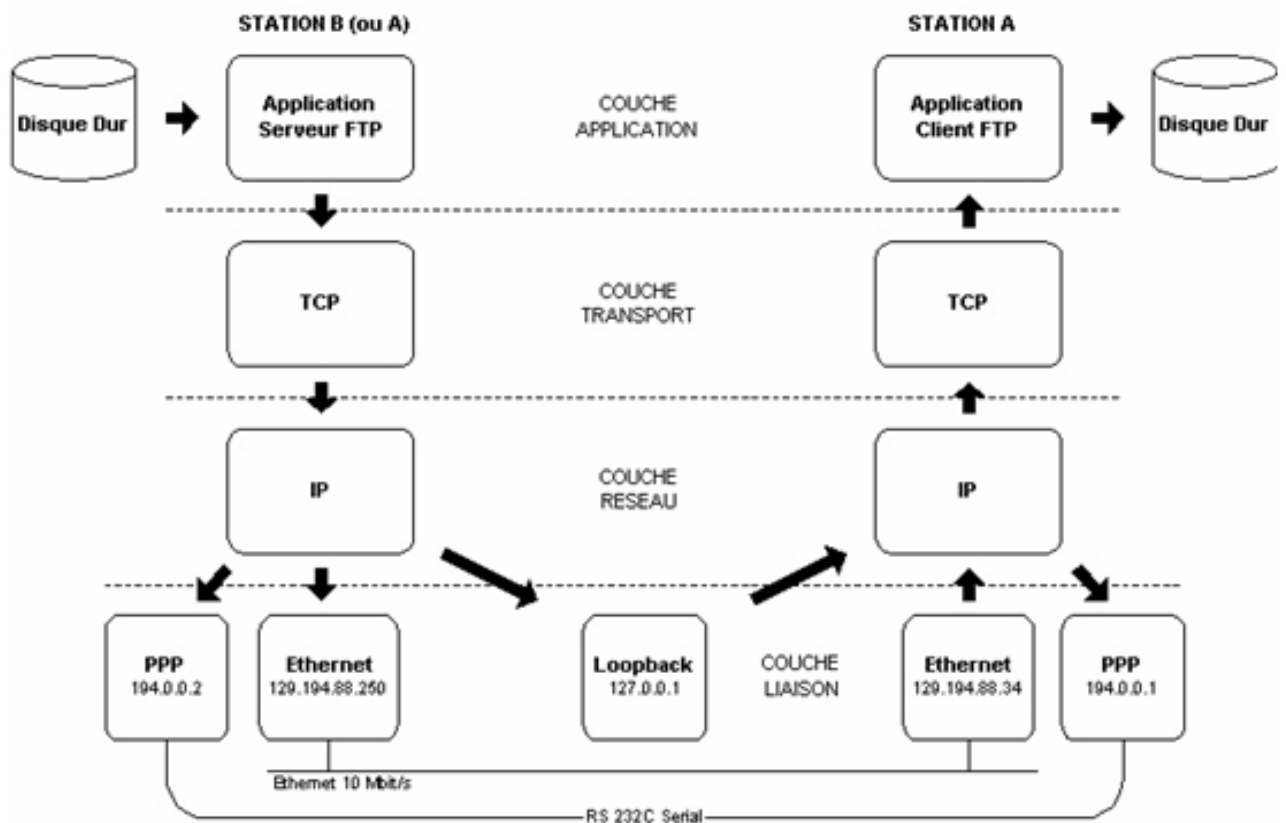 STATION B (ou A)
STATION A
Disque Dur
Application
Serveur FTP
COUCHE
APPLICATION
Application
Client FTP
Disque Dur
TCP
COUCHE
TRANSPORT
TCP
IP
COUCHE
RESEAU
IP
PPP
194.0.0.2
Ethernet
129.194.88.250
Loopback
127.0.0.1
COUCHE
LIAISON
Ethernet
129.194.88.34
PPP
194.0.0.1
Ethernet 10 Mbit/s
RS 232C Serial